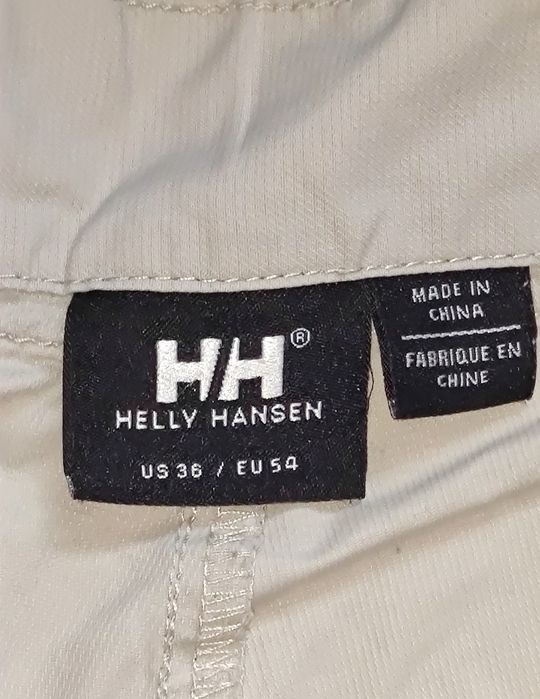 HH®
HELLY HANSEN
US 36 / EU 54
MADE IN
CHINA
FABRIQUE EN
CHINE